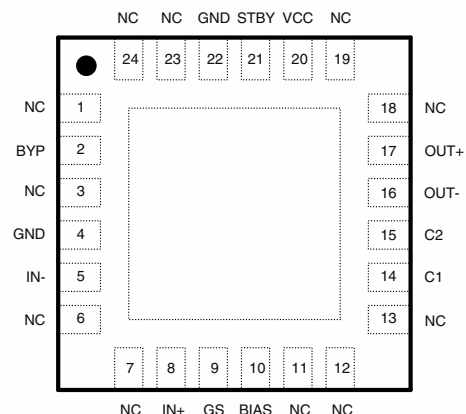 NC NC GND STBY VCC NC
24 23 22 21 20 19
NC 1 18 NC
BYP 2 17 OUT+
NC 3 16 OUT-
GND 4 15 C2
IN- 5 14 C1
NC 6 13 NC
7 8 9 10 11 12
NC IN+ GS BIAS NC NC